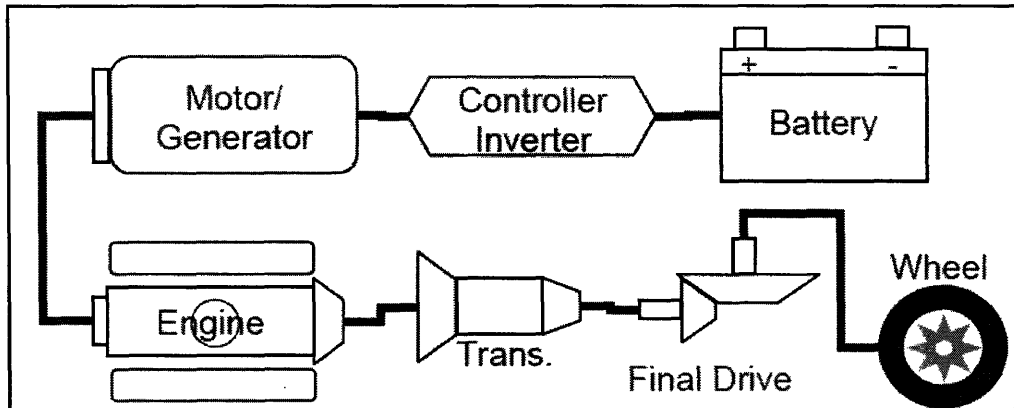 Motor/
Generator
Controller
Inverter
+ -
Battery
Engine
Trans.
Final Drive
Wheel